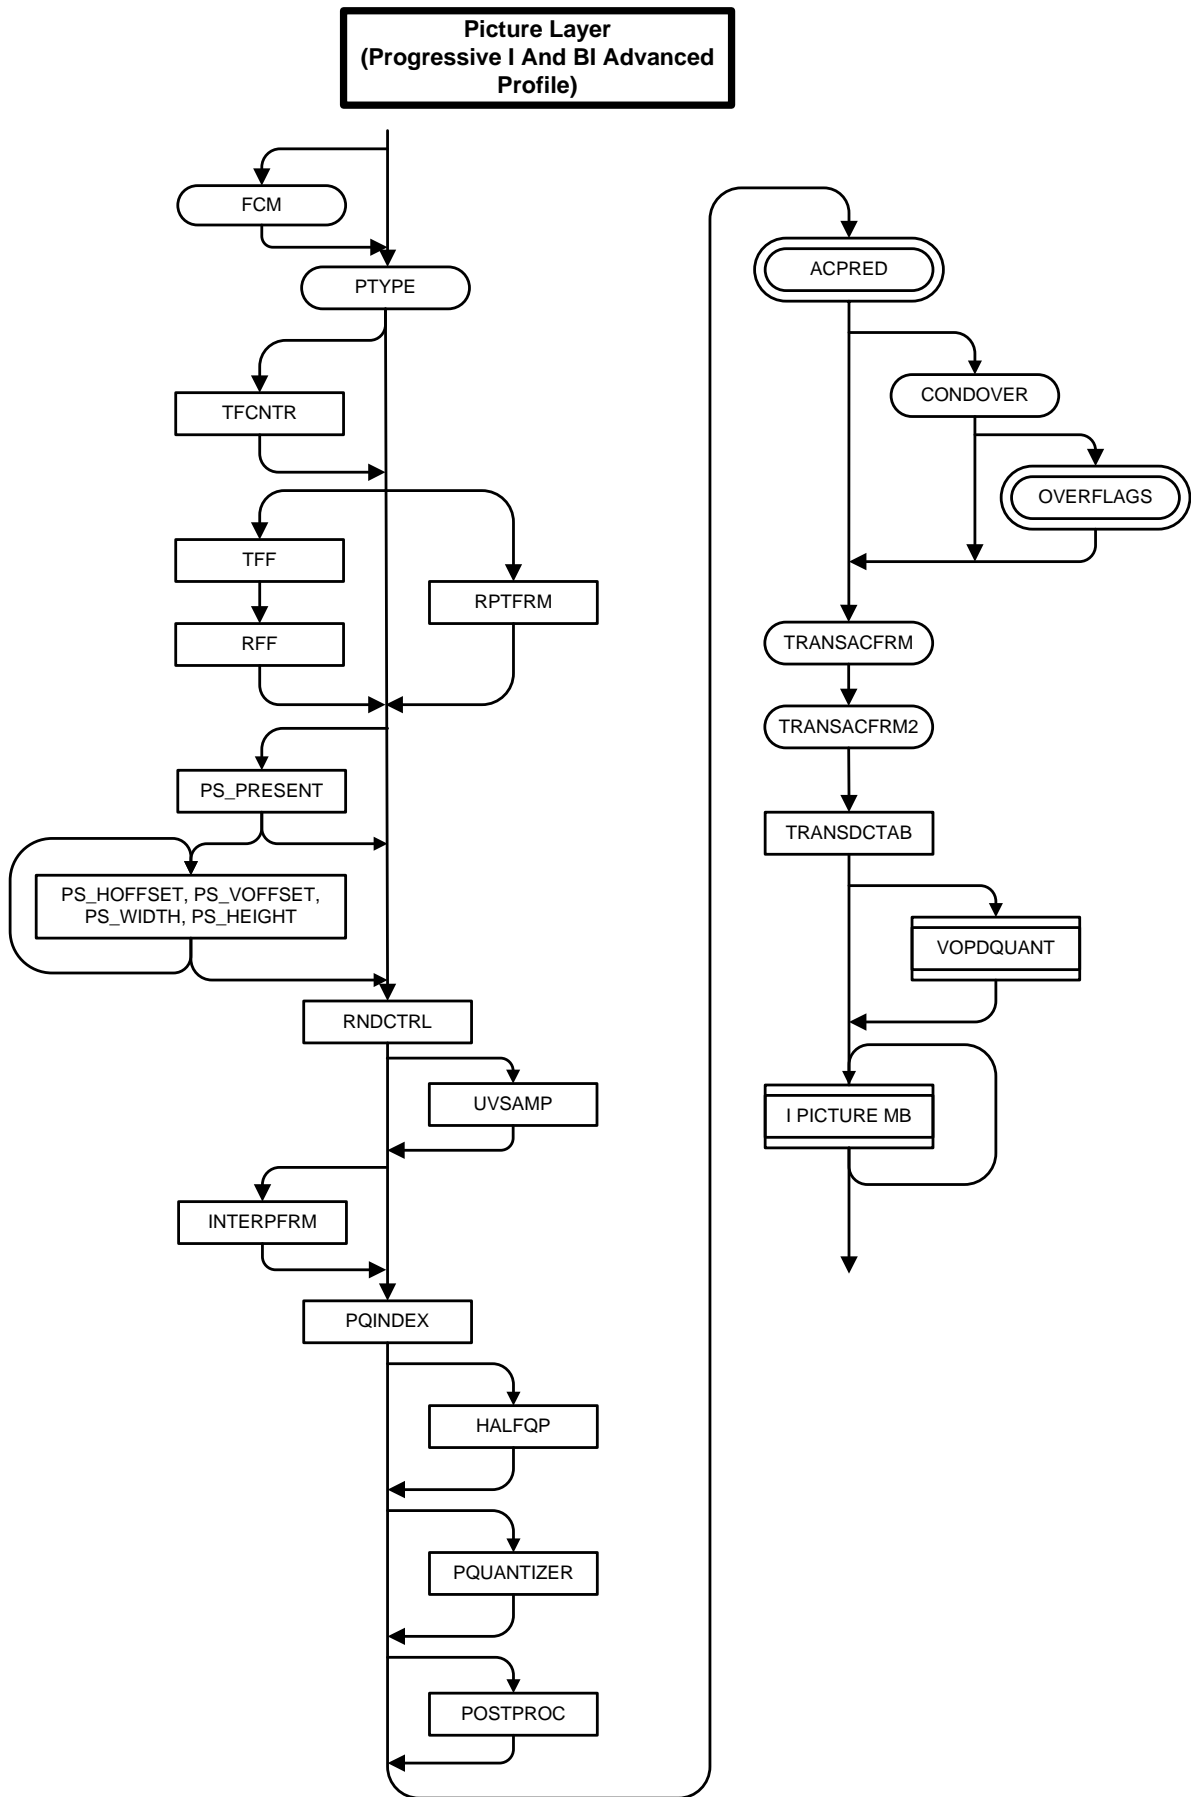 Picture Layer
(Progressive I And BI Advanced
Profile)
FCM
PTYPE
TFCNTR
TFF
RPTFRM
RFF
PS_PRESENT
PS_HOFFSET, PS_VOFFSET,
PS_WIDTH, PS_HEIGHT
RNDCTRL
UVSAMP
INTERPFRM
PQINDEX
HALFQP
PQUANTIZER
POSTPROC
ACPRED
CONDOVER
OVERFLAGS
TRANSACFRM
TRANSACFRM2
TRANSDCTAB
VOPDQUANT
I PICTURE MB